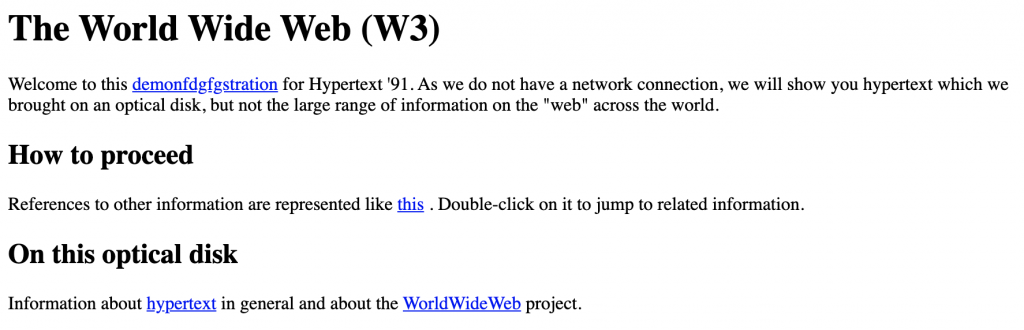 The World Wide Web (W3)
Welcome to this demonfdgfgstration for Hypertext '91. As we do not have a network connection, we will show you hypertext which we
brought on an optical disk, but not the large range of information on the "web" across the world.
How to proceed
References to other information are represented like this . Double-click on it to jump to related information.
On this optical disk
Information about hypertext in general and about the WorldWideWeb project.